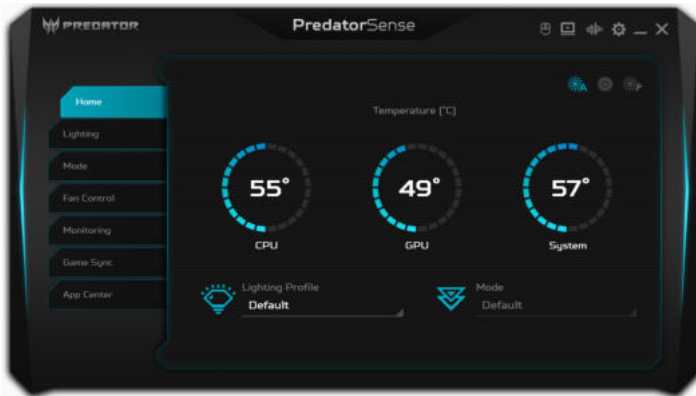 PREDATOR
PredatorSense
Home
Lighting
Mode
Fan Control
Monitoring
Game Sync
App Center
Temperature [°C]
55° 49° 57°
CPU GPU System
Lighting Profile Mode
Default Default